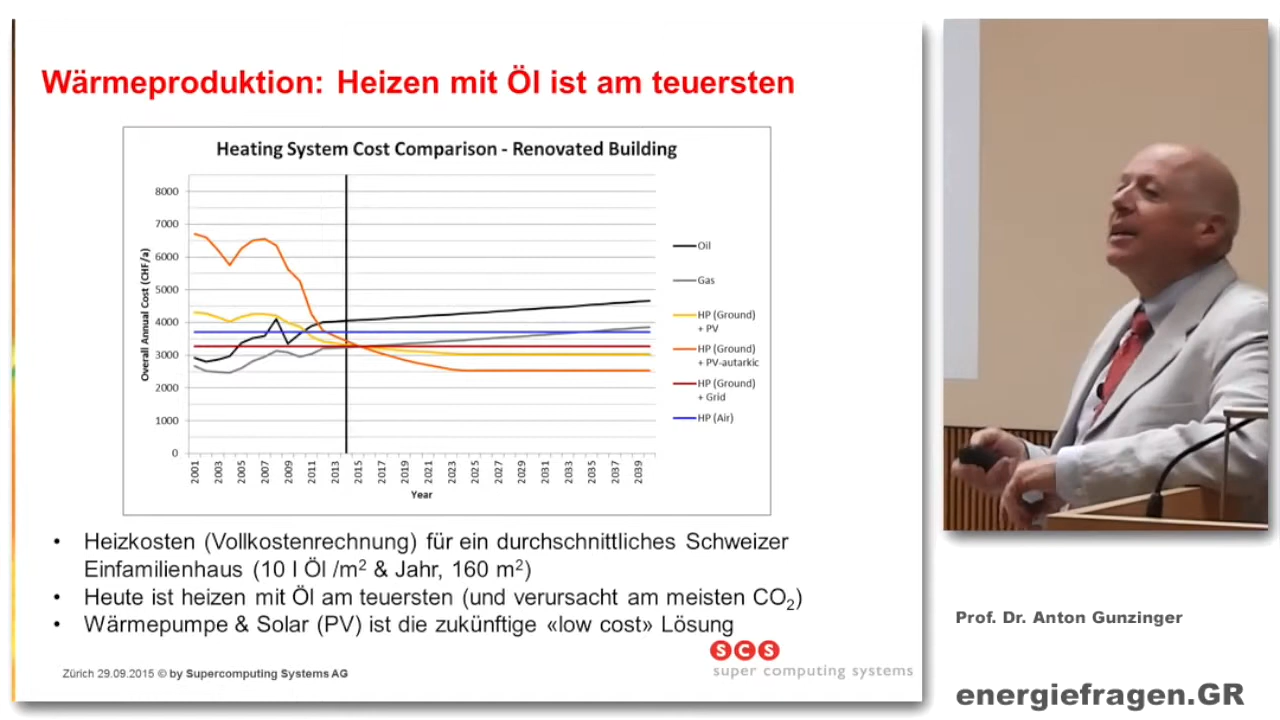 Wärmeproduktion: Heizen mit Öl ist am teuersten
Heating System Cost Comparison - Renovated Building
Overall Annual Cost (CHF/a)
8000
7000
6000
5000
4000
3000
2000
1000
0
2001
2003
2005
2007
2009
2011
2013
2015
2017
2019
2021
2023
2025
2027
2029
2031
2033
2035
2037
2039
Year
Oil
Gas
HP (Ground)
+ PV
HP (Ground)
+ PV-autarkic
HP (Ground)
+ Grid
HP (Air)
• Heizkosten (Vollkostenrechnung) für ein durchschnittliches Schweizer
Einfamilienhaus (10 l Öl /m² & Jahr, 160 m²)
• Heute ist heizen mit Öl am teuersten (und verursacht am meisten CO₂)
• Wärmepumpe & Solar (PV) ist die zukünftige «low cost» Lösung
SCS
super computing systems
Zürich 29.09.2015 © by Supercomputing Systems AG
Prof. Dr. Anton Gunzinger
energiefragen.GR